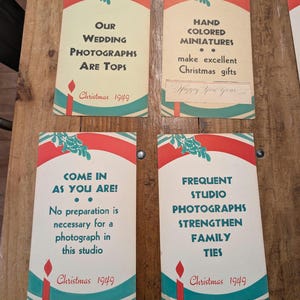 OUR
WEDDING
PHOTOGRAPHS
ARE TOPS
Christmas 1949
HAND
COLORED
MINIATURES
make excellent
Christmas gifts
Happy New Year
COME IN
AS YOU ARE!
No preparation is
necessary for a
photograph in
this studio
Christmas 1949
FREQUENT
STUDIO
PHOTOGRAPHS
STRENGTHEN
FAMILY
TIES
Christmas 1949